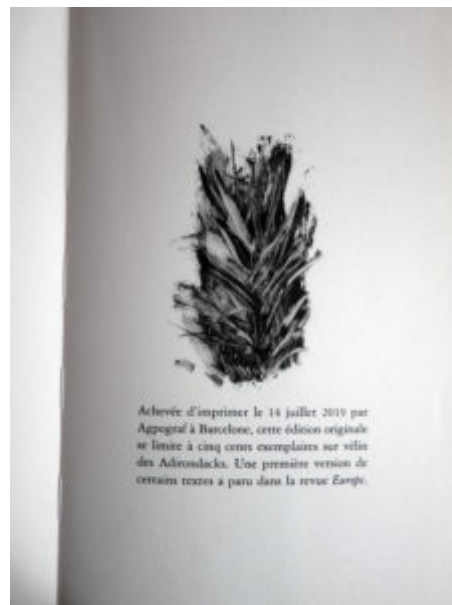 Achevée d'imprimer le 14 juillet 2019 par
Agpograf à Barcelone, cette édition originale
se limite à cinq cents exemplaires sur vélin
des Adirondacks. Une première version de
certains textes a paru dans la revue Europe.